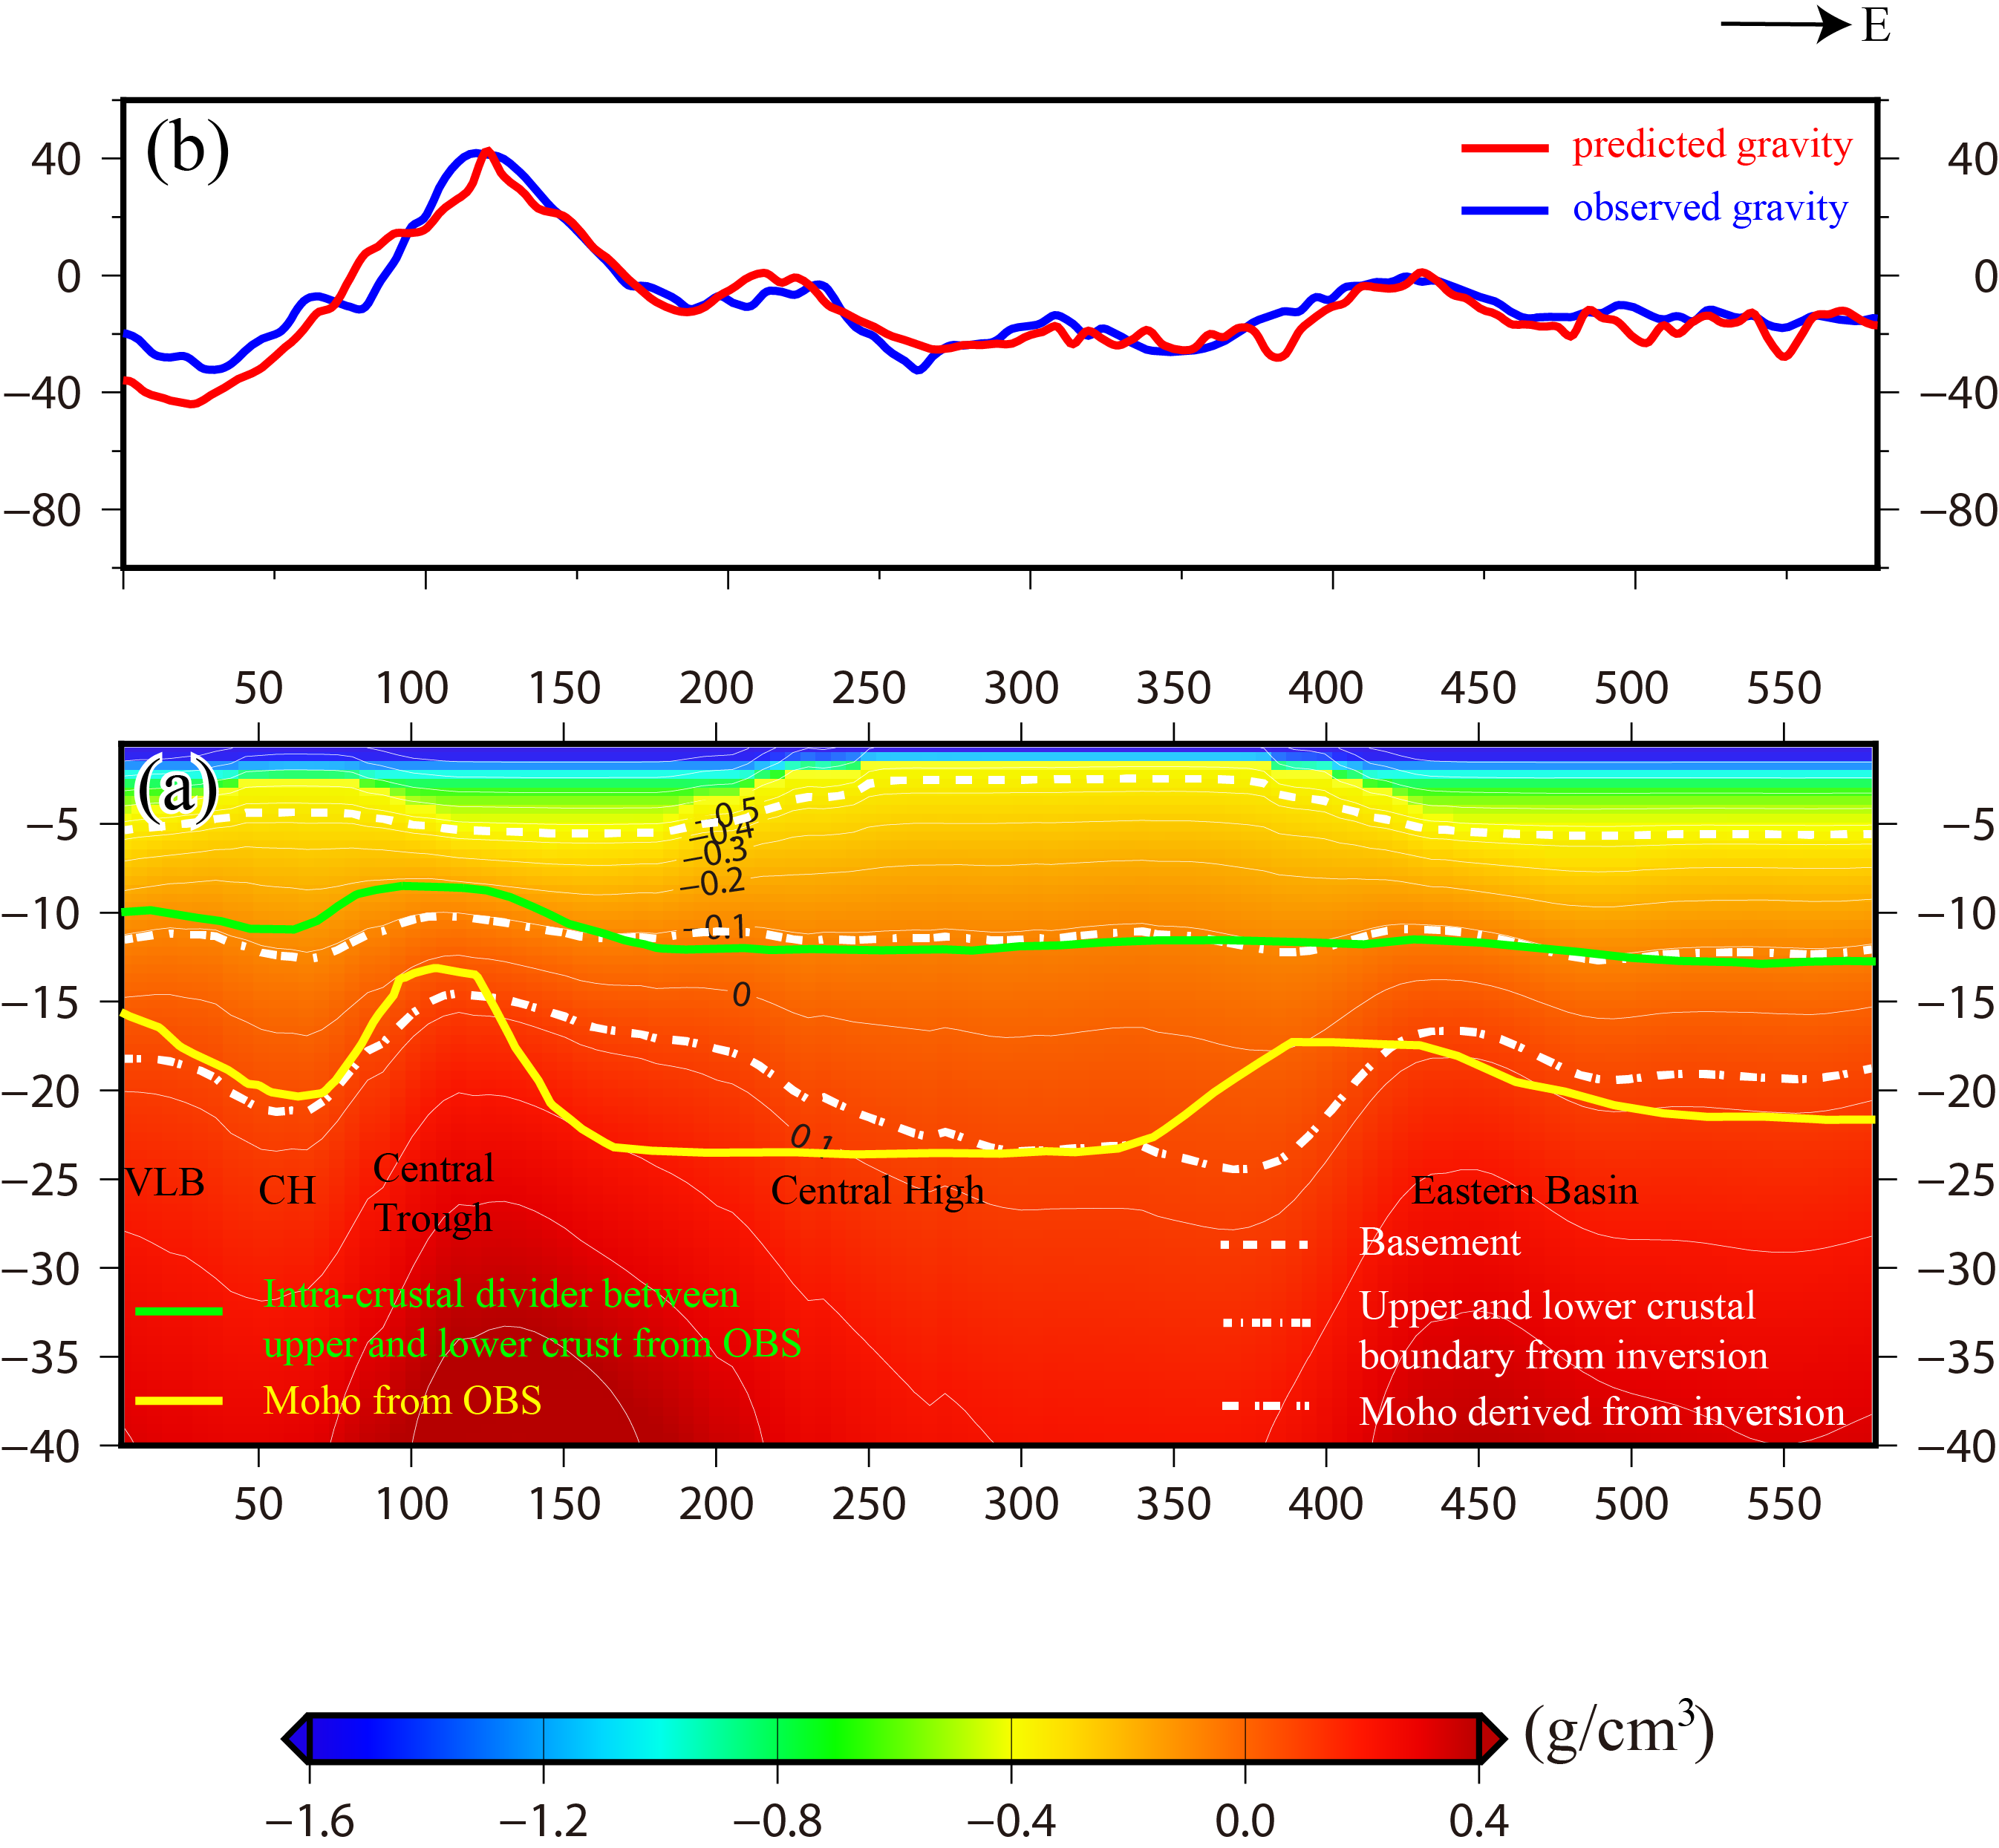 E
(b)
predicted gravity
observed gravity
40 40
0 0
−40 −40
−80 −80
50 100 150 200 250 300 350 400 450 500 550
(a)
−0.5
−0.4
−0.3
−0.2
−0.1
0
0.1
−5 −5
−10 −10
−15 −15
−20 −20
−25 −25
−30 −30
−35 −35
−40 −40
VLB CH Central
Trough
Central High Eastern Basin
Intra-crustal divider between
upper and lower crust from OBS
Moho from OBS
Basement
Upper and lower crustal
boundary from inversion
Moho derived from inversion
50 100 150 200 250 300 350 400 450 500 550
(g/cm³)
−1.6 −1.2 −0.8 −0.4 0.0 0.4